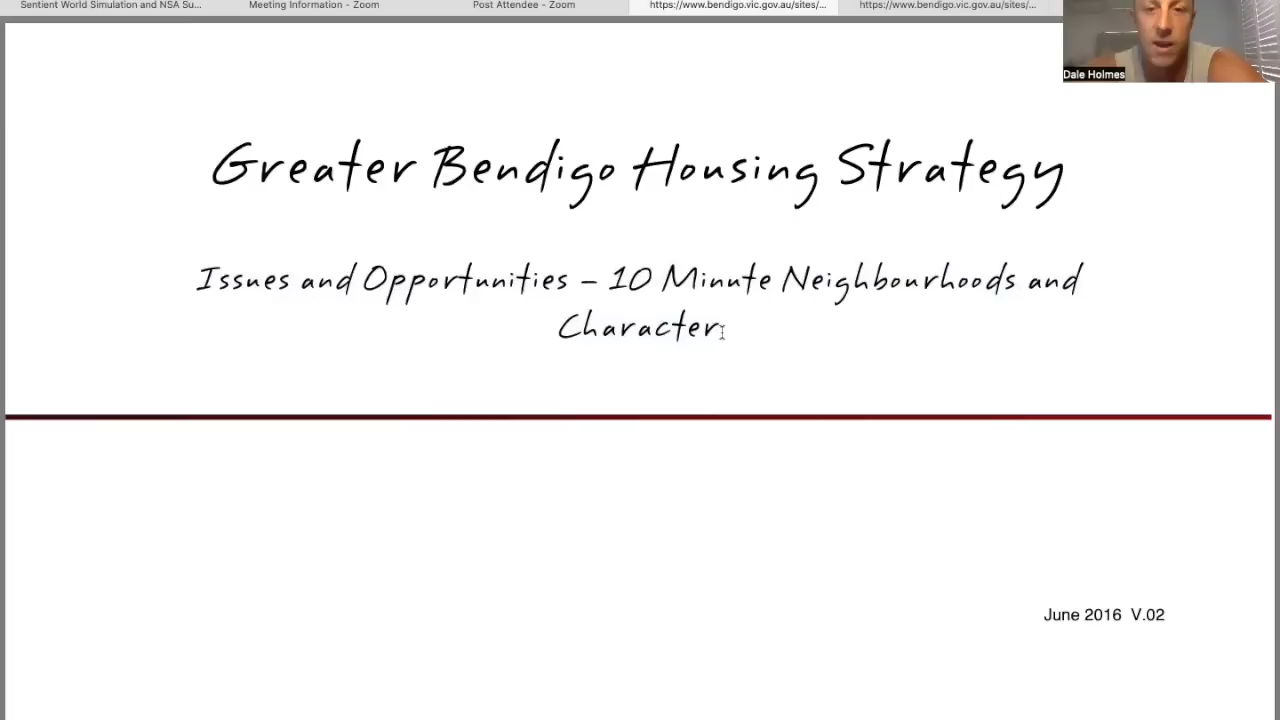 Sentient World Simulation and NSA Su...
Meeting Information - Zoom
Post Attendee - Zoom
https://www.bendigo.vic.gov.au/sites/...
https://www.bendigo.vic.gov.au/sites/...
Dale Holmes
Greater Bendigo Housing Strategy
Issues and Opportunities – 10 Minute Neighbourhoods and
Character
June 2016 V.02